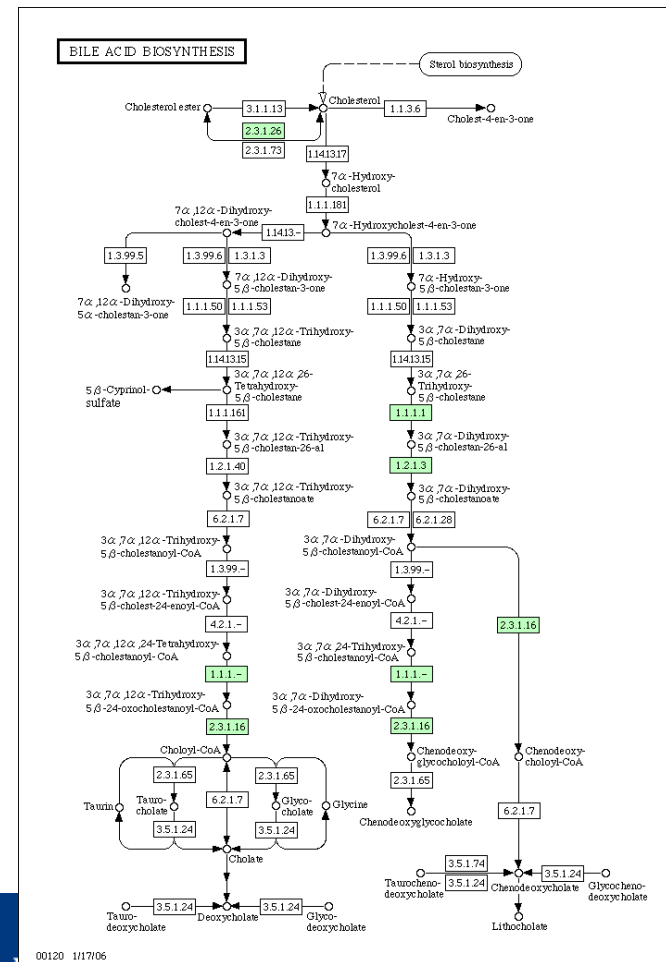 BILE ACID BIOSYNTHESIS
Sterol biosynthesis
Cholesterol ester
3.1.1.13
Cholesterol
1.1.3.6
Cholest-4-en-3-one
2.3.1.26
2.3.1.73
1.14.13.17
7α-Hydroxy-
cholesterol
1.1.1.181
7α,12α-Dihydroxy-
cholest-4-en-3-one
1.14.13.-
7α-Hydroxycholest-4-en-3-one
1.3.99.5
1.3.99.6
1.3.1.3
1.3.99.6
1.3.1.3
7α,12α-Dihydroxy-
5α-cholestan-3-one
7α,12α-Dihydroxy-
5β-cholestan-3-one
7α-Hydroxy-
5β-cholestan-3-one
1.1.1.50
1.1.1.53
1.1.1.50
1.1.1.53
3α,7α,12α-Trihydroxy-
5β-cholestane
3α,7α-Dihydroxy-
5β-cholestane
1.14.13.15
1.14.13.15
5β-Cyprinol-
sulfate
3α,7α,12α,26-
Tetrahydroxy-
5β-cholestane
3α,7α,26-
Trihydroxy-
5β-cholestane
1.1.1.161
1.1.1.1
3α,7α,12α-Trihydroxy-
5β-cholestan-26-al
3α,7α-Dihydroxy-
5β-cholestan-26-al
1.2.1.40
1.2.1.3
3α,7α,12α-Trihydroxy-
5β-cholestanoate
3α,7α-Dihydroxy-
5β-cholestanoate
6.2.1.7
6.2.1.7
6.2.1.28
3α,7α,12α-Trihydroxy-
5β-cholestanoyl-CoA
3α,7α-Dihydroxy-
5β-cholestanoyl-CoA
1.3.99.-
1.3.99.-
3α,7α,12α-Trihydroxy-
5β-cholest-24-enoyl-CoA
3α,7α-Dihydroxy-
5β-cholest-24-enoyl-CoA
2.3.1.16
4.2.1.-
4.2.1.-
3α,7α,12α,24-Tetrahydroxy-
5β-cholestanoyl-CoA
3α,7α,24-Trihydroxy-
5β-cholestanoyl-CoA
1.1.1.-
1.1.1.-
3α,7α,12α-Trihydroxy-
5β-24-oxocholestanoyl-CoA
3α,7α-Dihydroxy-
5β-24-oxocholestanoyl-CoA
2.3.1.16
2.3.1.16
Choloyl-CoA
Chenodeoxy-
glycocholoyl-CoA
Chenodeoxy-
choloyl-CoA
2.3.1.65
2.3.1.65
2.3.1.65
Taurin
Tauro-
cholate
6.2.1.7
Glyco-
cholate
Glycine
Chenodeoxyglycocholate
6.2.1.7
3.5.1.24
3.5.1.24
Cholate
3.5.1.74
3.5.1.24
3.5.1.24
Taurocheno-
deoxycholate
Chenodeoxycholate
Glycocheno-
deoxycholate
3.5.1.24
3.5.1.24
Tauro-
deoxycholate
Deoxycholate
Glyco-
deoxycholate
Lithocholate
00120 1/17/06